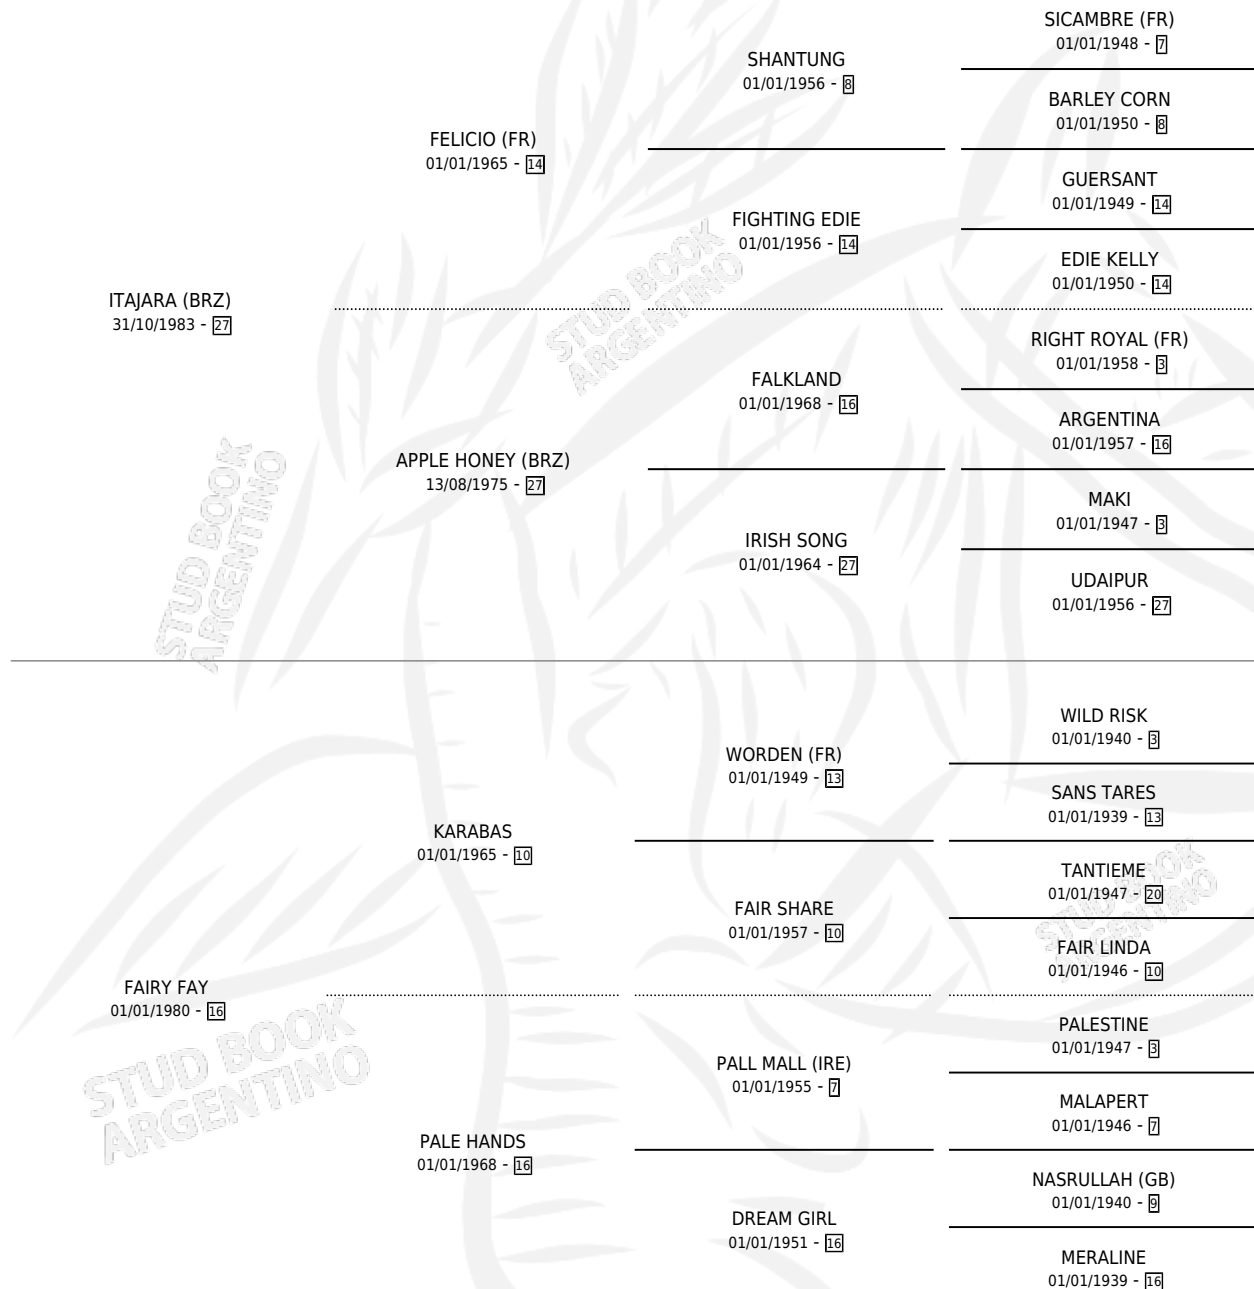 SICAMBRE (FR)
01/01/1948 - 7
SHANTUNG
01/01/1956 - 8
BARLEY CORN
01/01/1950 - 8
FELICIO (FR)
01/01/1965 - 14
GUERSANT
01/01/1949 - 14
FIGHTING EDIE
01/01/1956 - 14
EDIE KELLY
01/01/1950 - 14
ITAJARA (BRZ)
31/10/1983 - 27
RIGHT ROYAL (FR)
01/01/1958 - 3
FALKLAND
01/01/1968 - 16
ARGENTINA
01/01/1957 - 16
APPLE HONEY (BRZ)
13/08/1975 - 27
MAKI
01/01/1947 - 3
IRISH SONG
01/01/1964 - 27
UDAIPUR
01/01/1956 - 27
WILD RISK
01/01/1940 - 3
WORDEN (FR)
01/01/1949 - 13
SANS TARES
01/01/1939 - 13
KARABAS
01/01/1965 - 10
TANTIEME
01/01/1947 - 20
FAIR SHARE
01/01/1957 - 10
FAIR LINDA
01/01/1946 - 10
FAIRY FAY
01/01/1980 - 16
PALESTINE
01/01/1947 - 3
PALL MALL (IRE)
01/01/1955 - 7
MALAPERT
01/01/1946 - 7
PALE HANDS
01/01/1968 - 16
NASRULLAH (GB)
01/01/1940 - 9
DREAM GIRL
01/01/1951 - 16
MERALINE
01/01/1939 - 16
STUD BOOK
ARGENTINO
STUD BOOK
ARGENTINO
STUD BOOK
ARGENTINO
STUD BOOK
ARGENTINO